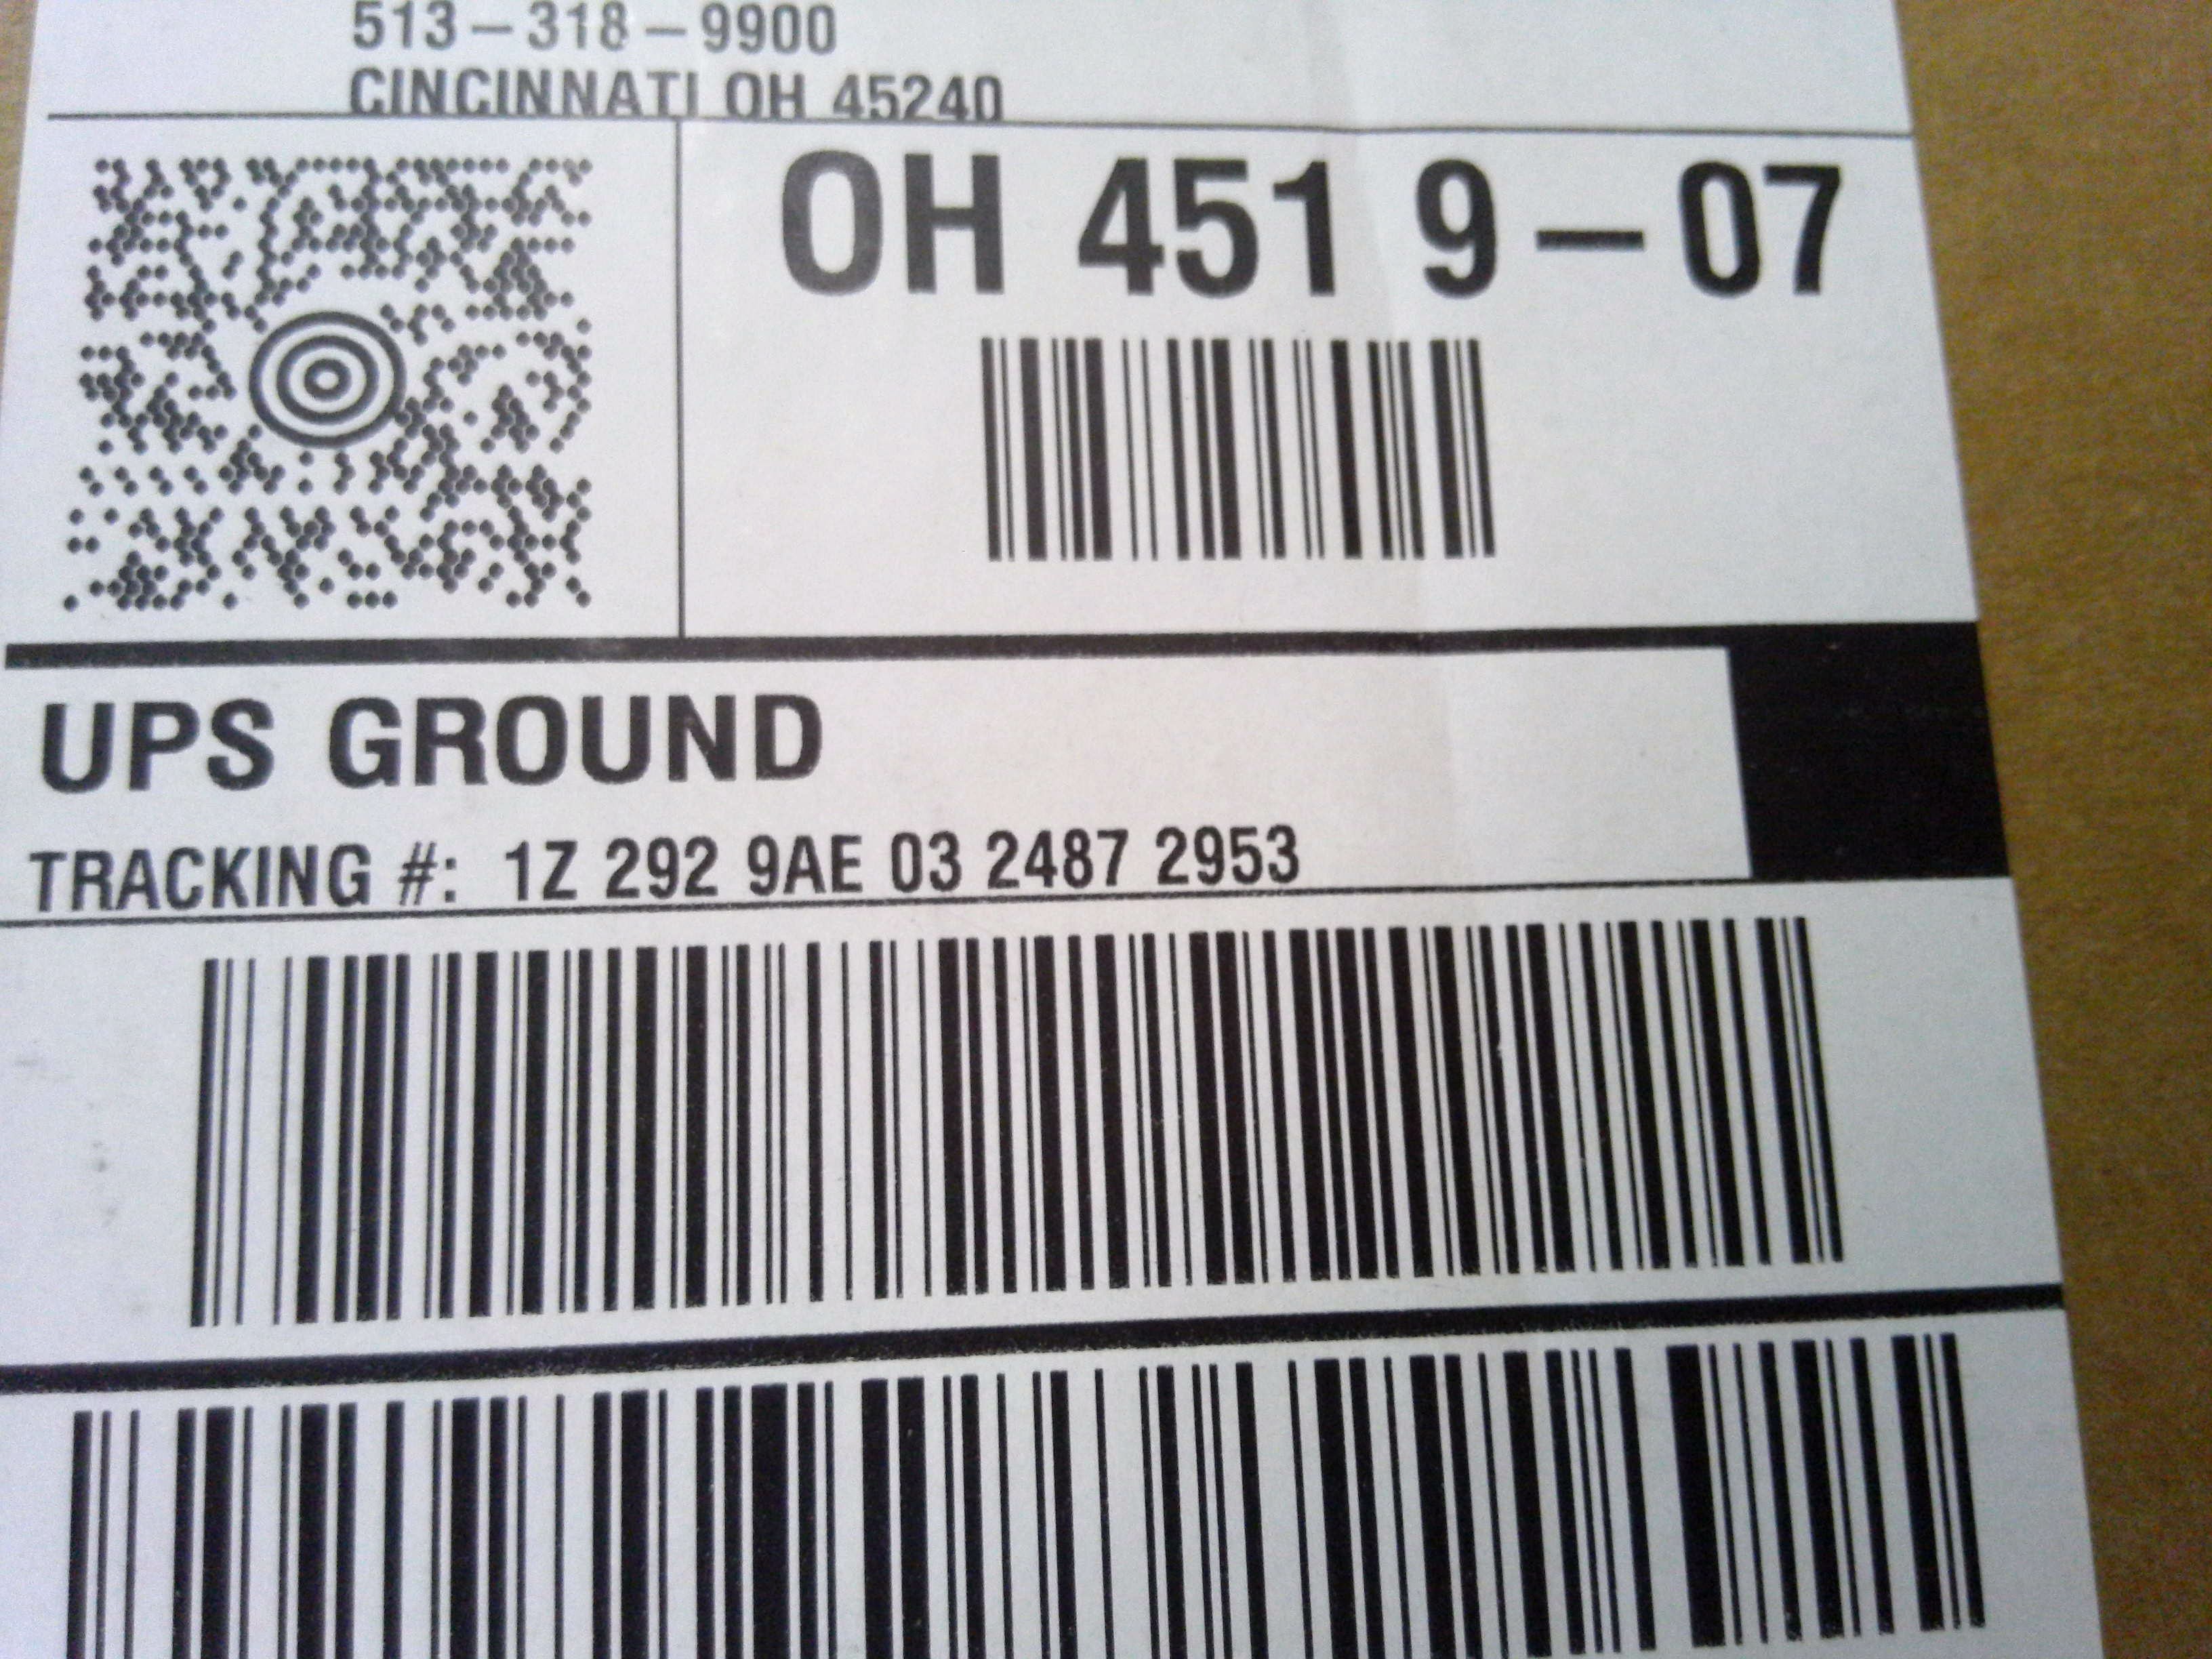 513-318-9900
CINCINNATI OH 45240
OH 451 9-07
UPS GROUND
TRACKING #: 1Z 292 9AE 03 2487 2953